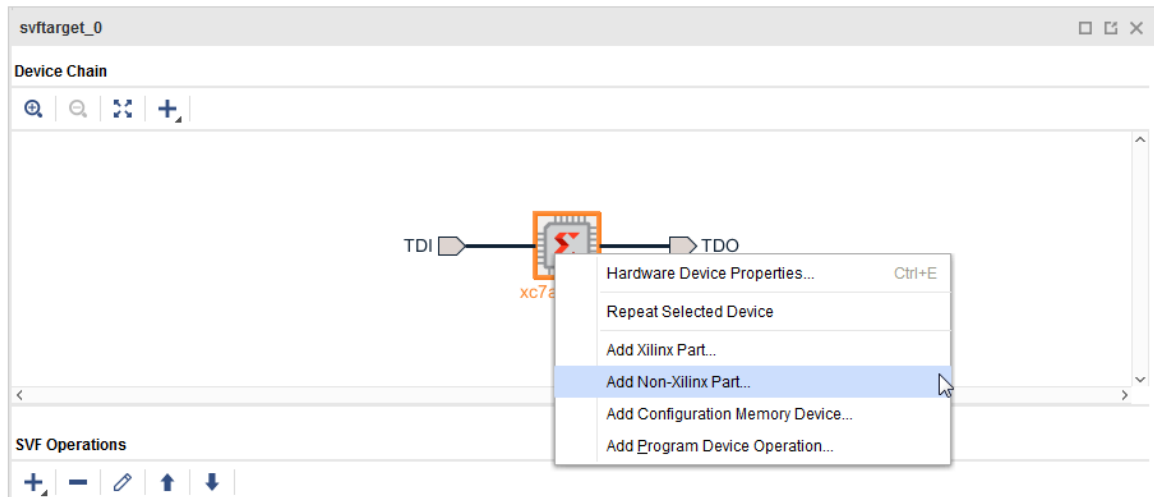 svftarget_0
Device Chain
TDI
TDO
Hardware Device Properties... Ctrl+E
Repeat Selected Device
Add Xilinx Part...
Add Non-Xilinx Part...
Add Configuration Memory Device...
Add Program Device Operation...
SVF Operations